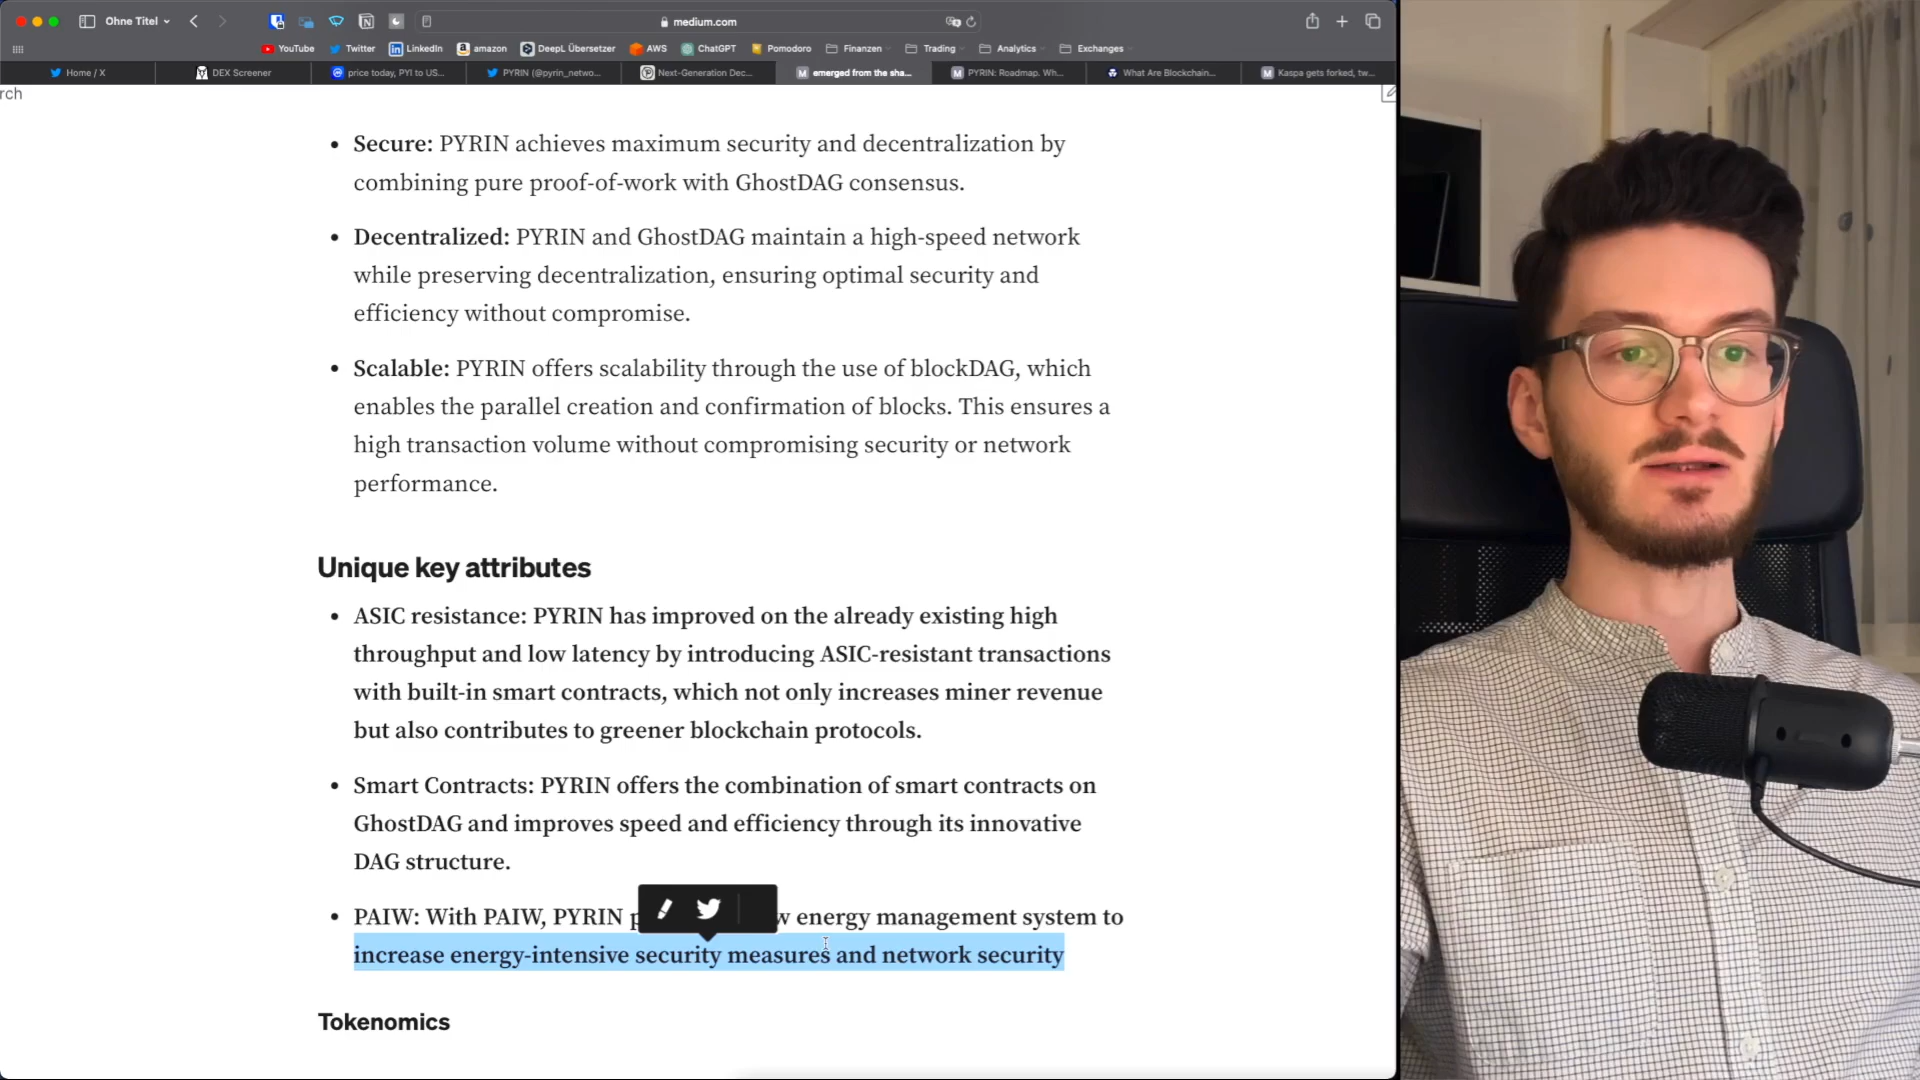 Ohne Titel
medium.com
YouTube
Twitter
LinkedIn
amazon
DeepL Übersetzer
AWS
ChatGPT
Pomodoro
Finanzen
Trading
Analytics
Exchanges
Home / X
DEX Screener
price today, PYI to US...
PYRIN (@pyrin_netwo...
Next-Generation Dec...
emerged from the sha...
PYRIN: Roadmap. Wh...
What Are Blockchain...
Kaspa gets forked, tw...
rch
• Secure: PYRIN achieves maximum security and decentralization by
combining pure proof-of-work with GhostDAG consensus.
• Decentralized: PYRIN and GhostDAG maintain a high-speed network
while preserving decentralization, ensuring optimal security and
efficiency without compromise.
• Scalable: PYRIN offers scalability through the use of blockDAG, which
enables the parallel creation and confirmation of blocks. This ensures a
high transaction volume without compromising security or network
performance.
Unique key attributes
• ASIC resistance: PYRIN has improved on the already existing high
throughput and low latency by introducing ASIC-resistant transactions
with built-in smart contracts, which not only increases miner revenue
but also contributes to greener blockchain protocols.
• Smart Contracts: PYRIN offers the combination of smart contracts on
GhostDAG and improves speed and efficiency through its innovative
DAG structure.
• PAIW: With PAIW, PYRIN energy management system to
increase energy-intensive security measures and network security
Tokenomics